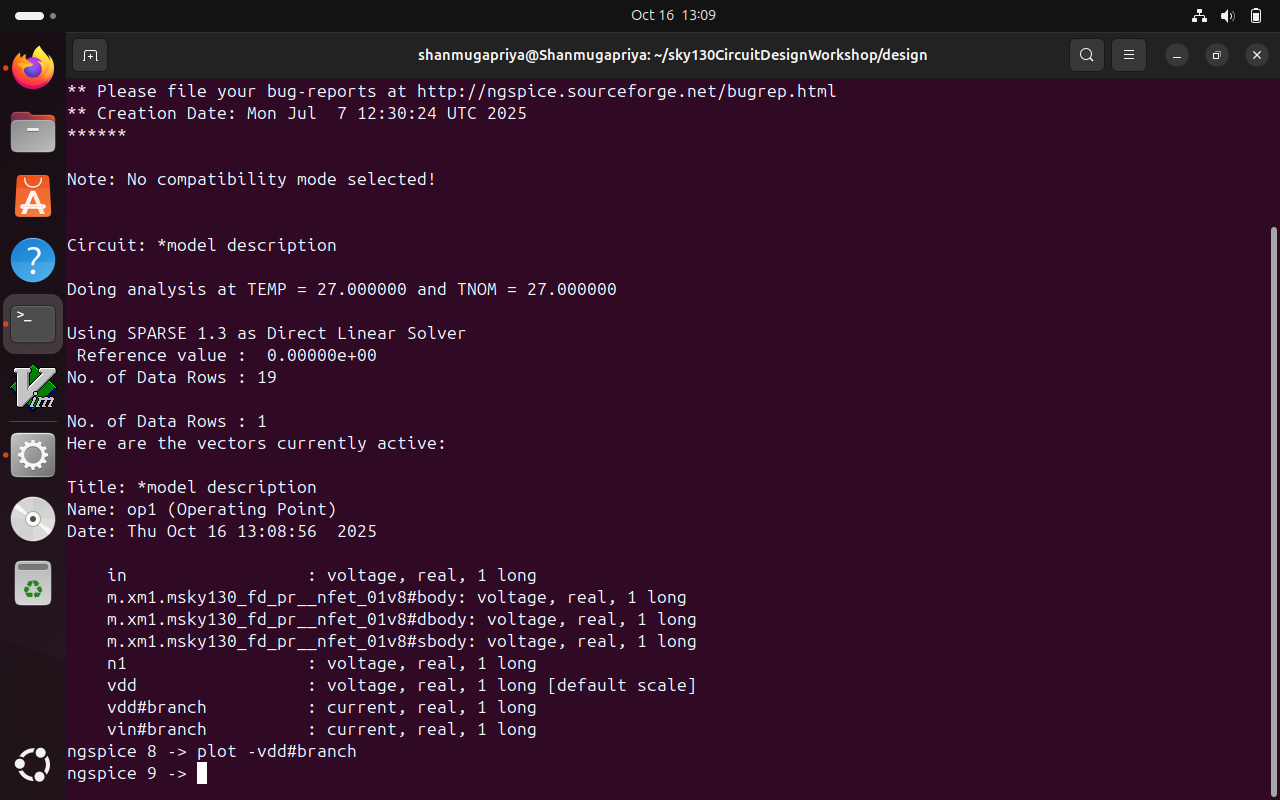 Oct 16 13:09
shanmugapriya@Shanmugapriya: ~/sky130CircuitDesignWorkshop/design
** Please file your bug-reports at http://ngspice.sourceforge.net/bugrep.html
** Creation Date: Mon Jul  7 12:30:24 UTC 2025
******
Note: No compatibility mode selected!
Circuit: *model description
Doing analysis at TEMP = 27.000000 and TNOM = 27.000000
Using SPARSE 1.3 as Direct Linear Solver
 Reference value :  0.00000e+00
No. of Data Rows : 19
No. of Data Rows : 1
Here are the vectors currently active:
Title: *model description
Name: op1 (Operating Point)
Date: Thu Oct 16 13:08:56  2025
    in                  : voltage, real, 1 long
    m.xm1.msky130_fd_pr__nfet_01v8#body: voltage, real, 1 long
    m.xm1.msky130_fd_pr__nfet_01v8#dbody: voltage, real, 1 long
    m.xm1.msky130_fd_pr__nfet_01v8#sbody: voltage, real, 1 long
    n1                  : voltage, real, 1 long
    vdd                 : voltage, real, 1 long [default scale]
    vdd#branch          : current, real, 1 long
    vin#branch          : current, real, 1 long
ngspice 8 -> plot -vdd#branch
ngspice 9 ->
>_
Vim